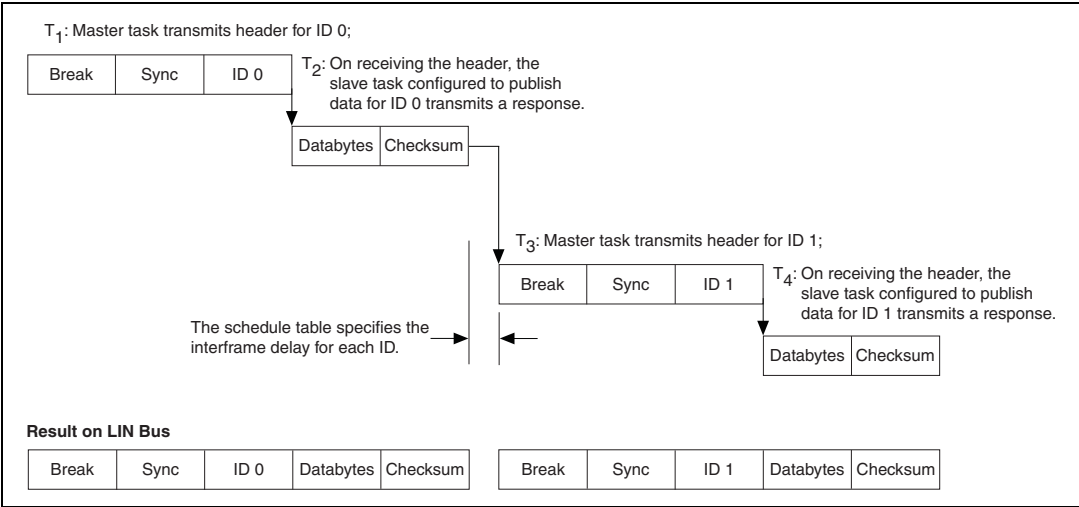 T1: Master task transmits header for ID 0;
Break Sync ID 0
T2: On receiving the header, the
slave task configured to publish
data for ID 0 transmits a response.
Databytes Checksum
T3: Master task transmits header for ID 1;
Break Sync ID 1
T4: On receiving the header, the
slave task configured to publish
data for ID 1 transmits a response.
The schedule table specifies the
interframe delay for each ID.
Databytes Checksum
Result on LIN Bus
Break Sync ID 0 Databytes Checksum Break Sync ID 1 Databytes Checksum